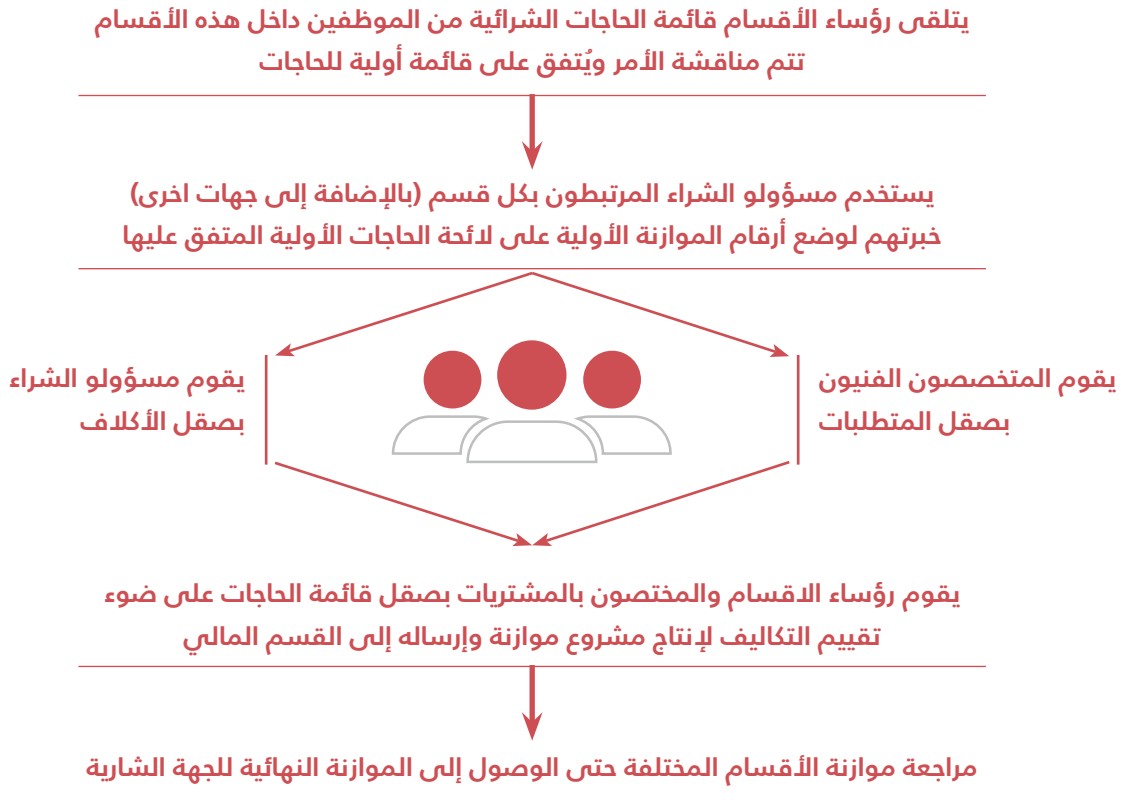 يتلقى رؤساء الأقسام قائمة الحاجات الشرائية من الموظفين داخل هذه الأقسام
تتم مناقشة الأمر ويُتفق على قائمة أولية للحاجات
يستخدم مسؤولو الشراء المرتبطون بكل قسم (بالإضافة إلى جهات اخرى)
خبرتهم لوضع أرقام الموازنة الأولية على لائحة الحاجات الأولية المتفق عليها
يقوم المتخصصون الفنيون
بصقل المتطلبات
يقوم مسؤولو الشراء
بصقل الأكلاف
يقوم رؤساء الاقسام والمختصون بالمشتريات بصقل قائمة الحاجات على ضوء
تقييم التكاليف لإنتاج مشروع موازنة وإرساله إلى القسم المالي
مراجعة موازنة الأقسام المختلفة حتى الوصول إلى الموازنة النهائية للجهة الشارية